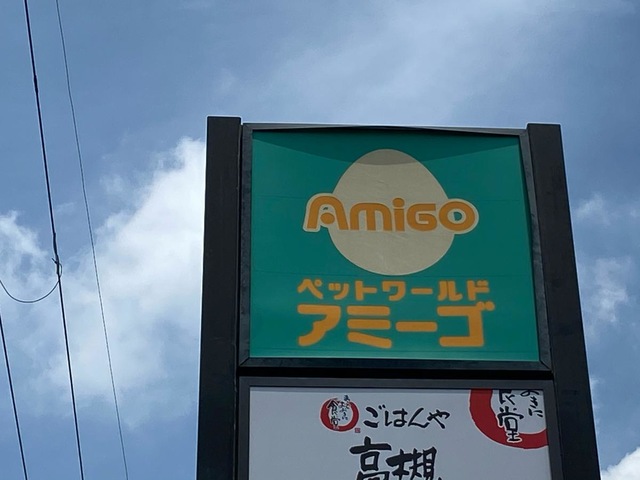 AMiGO
ペットワールド
アミーゴ
ごはんや
高槻
食堂